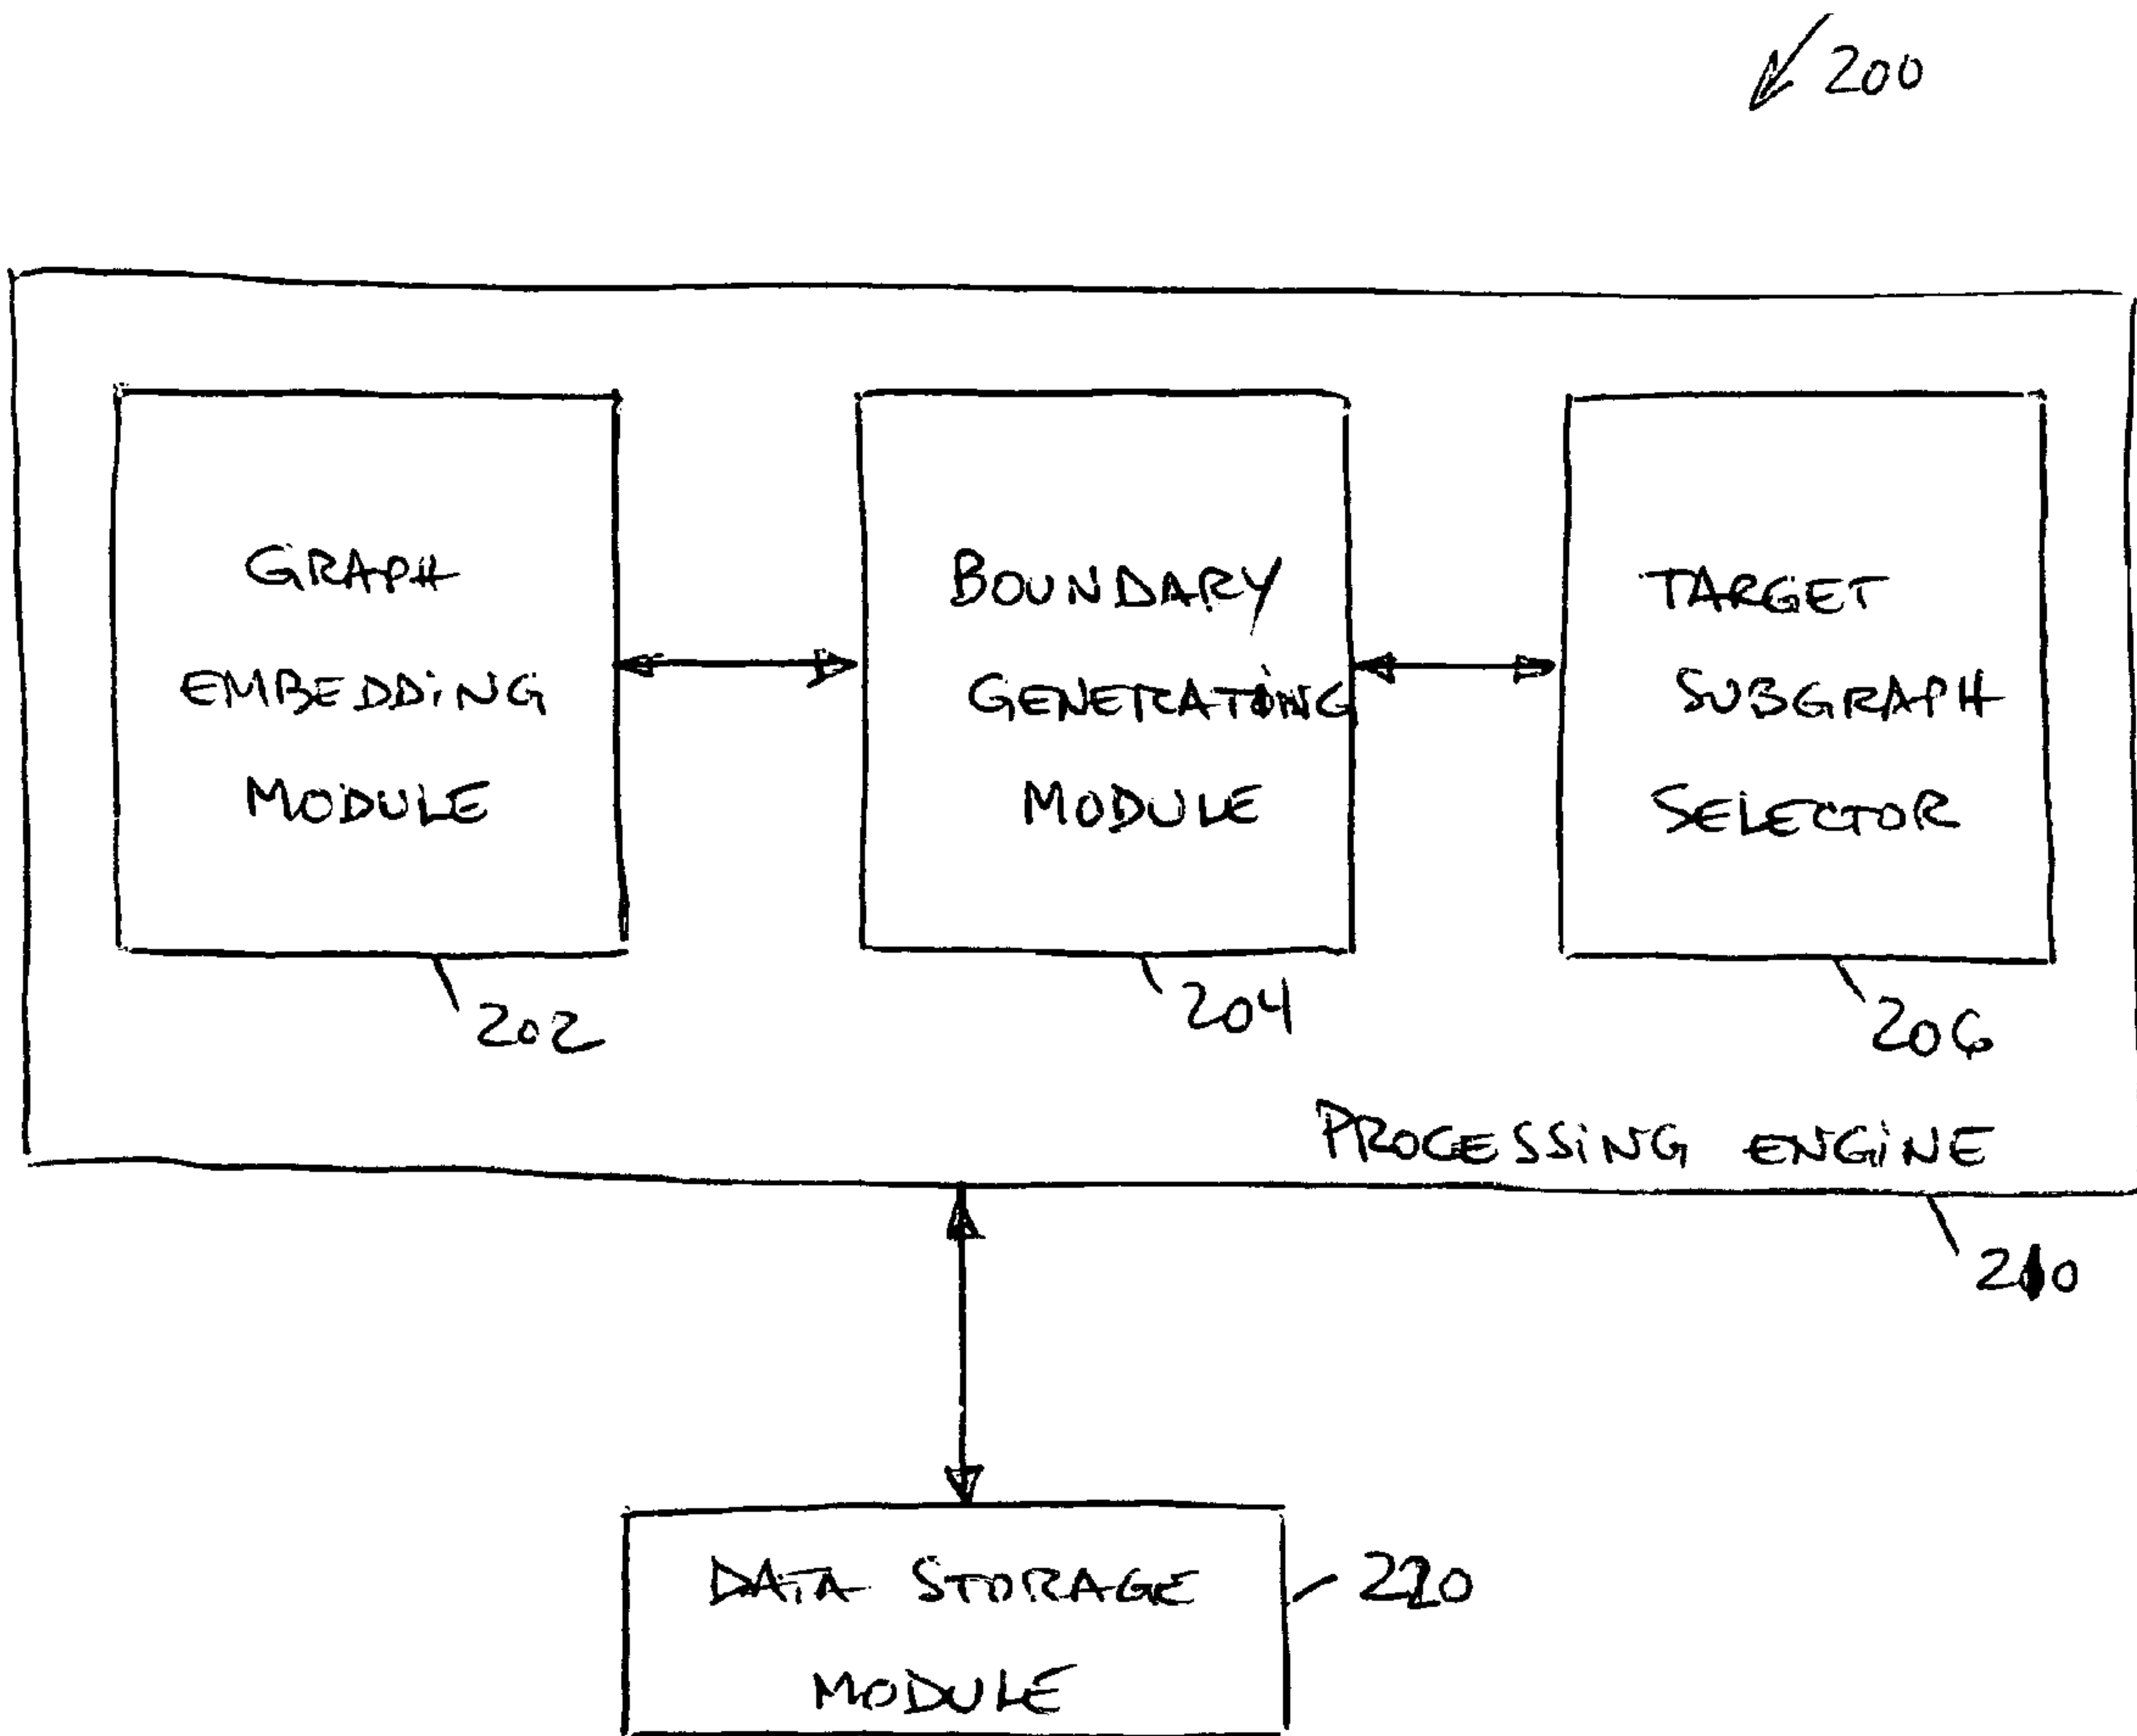 200
GRAPH
EMBEDDING
MODULE
BOUNDARY
GENERATING
MODULE
TARGET
SUBGRAPH
SELECTOR
202
204
206
PROCESSING ENGINE
210
DATA STORAGE
MODULE
220